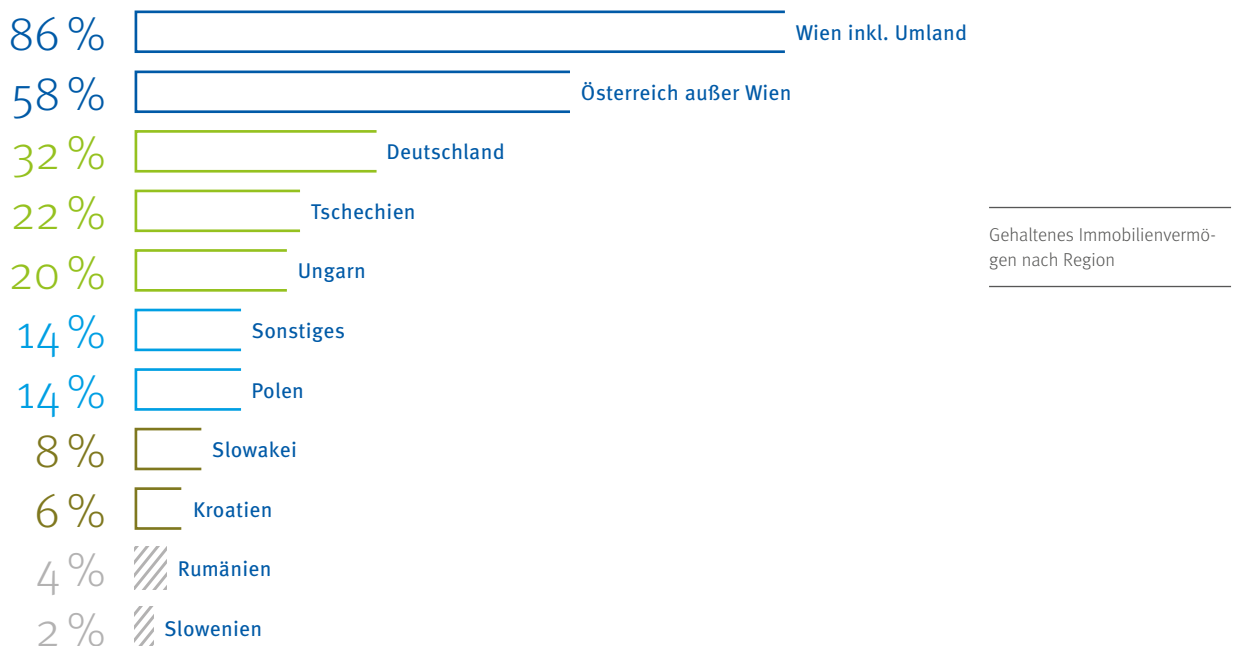 86 % Wien inkl. Umland
58 % Österreich außer Wien
32 % Deutschland
22 % Tschechien
20 % Ungarn
14 % Sonstiges
14 % Polen
8 % Slowakei
6 % Kroatien
4 % Rumänien
2 % Slowenien
Gehaltenes Immobilienvermö-
gen nach Region